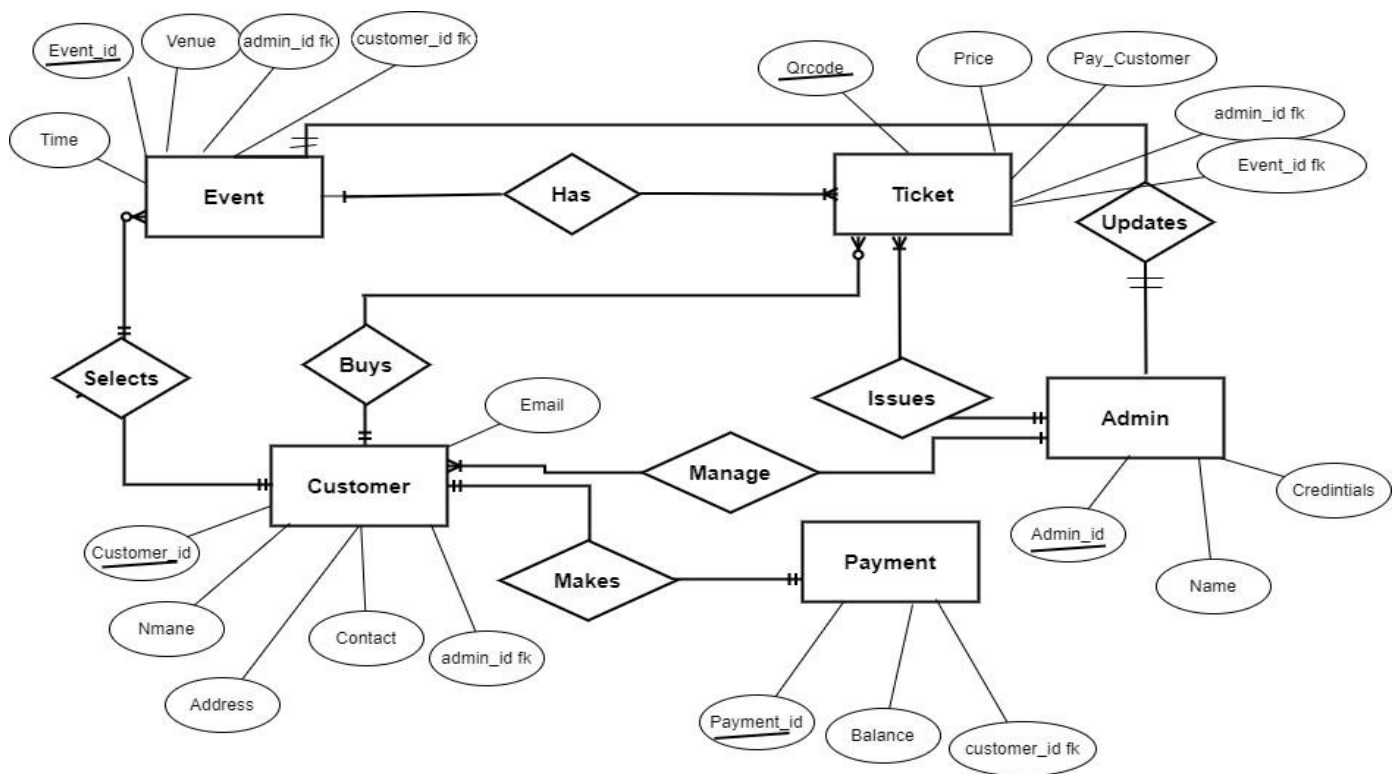 Event_id
Venue
admin_id fk
customer_id fk
Time
Event
Has
Qrcode
Price
Pay_Customer
admin_id fk
Event_id fk
Ticket
Updates
Selects
Buys
Issues
Admin
Email
Manage
Customer
Credintials
Admin_id
Name
Customer_id
Nmane
Address
Contact
admin_id fk
Makes
Payment
Payment_id
Balance
customer_id fk